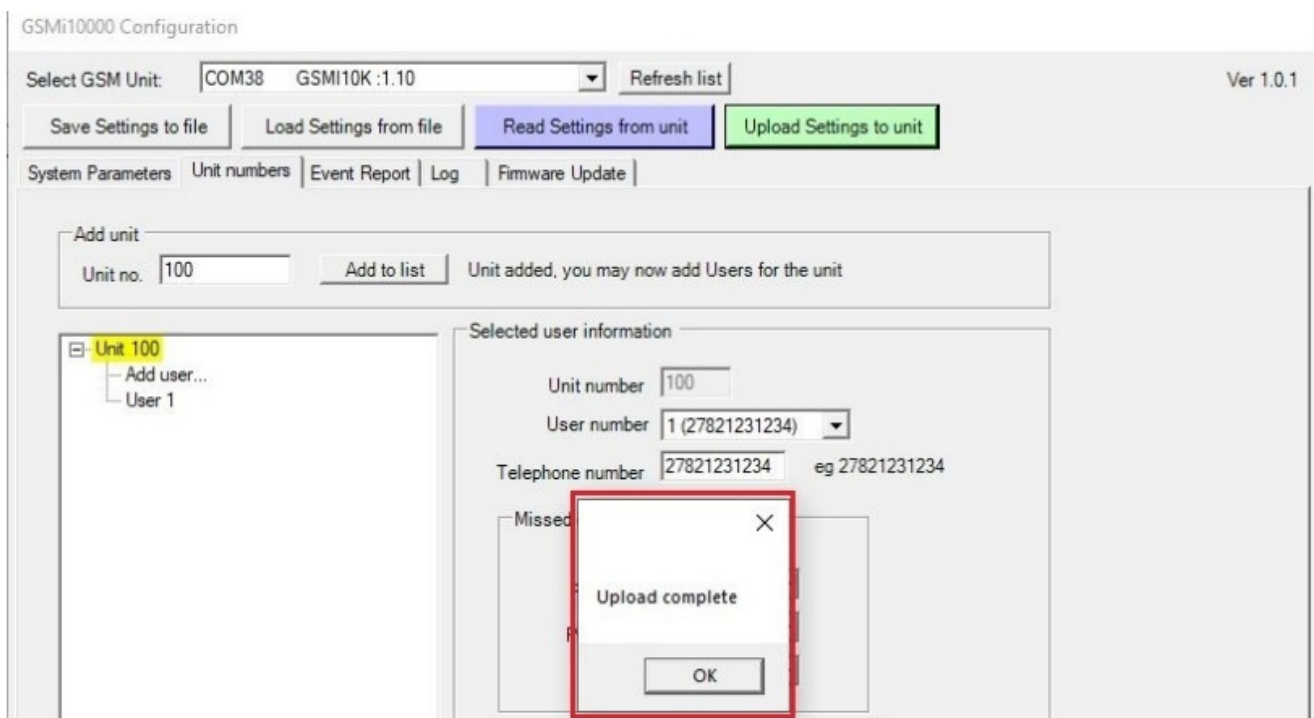 GSMi10000 Configuration
Select GSM Unit: COM38 GSMI10K :1.10 Refresh list Ver 1.0.1
Save Settings to file Load Settings from file Read Settings from unit Upload Settings to unit
System Parameters Unit numbers Event Report Log Firmware Update
Add unit
Unit no. 100 Add to list Unit added, you may now add Users for the unit
Unit 100
Add user...
User 1
Selected user information
Unit number 100
User number 1 (27821231234)
Telephone number 27821231234 eg 27821231234
Missed
Upload complete
OK